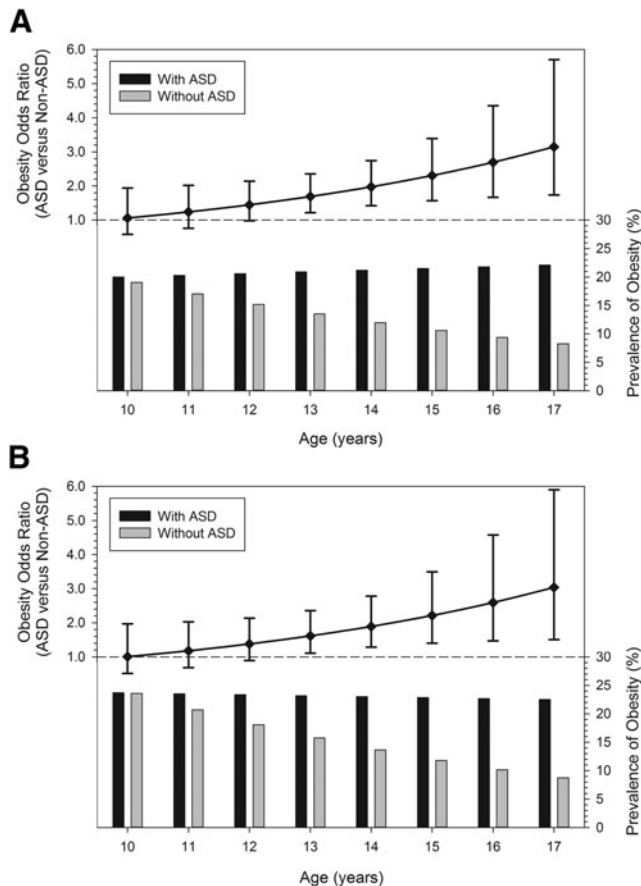 A
6.0
5.0
4.0
3.0
2.0
1.0
Obesity Odds Ratio
(ASD versus Non-ASD)
With ASD
Without ASD
30
25
20
15
10
5
0
Prevalence of Obesity (%)
10 11 12 13 14 15 16 17
Age (years)
B
6.0
5.0
4.0
3.0
2.0
1.0
Obesity Odds Ratio
(ASD versus Non-ASD)
With ASD
Without ASD
30
25
20
15
10
5
0
Prevalence of Obesity (%)
10 11 12 13 14 15 16 17
Age (years)